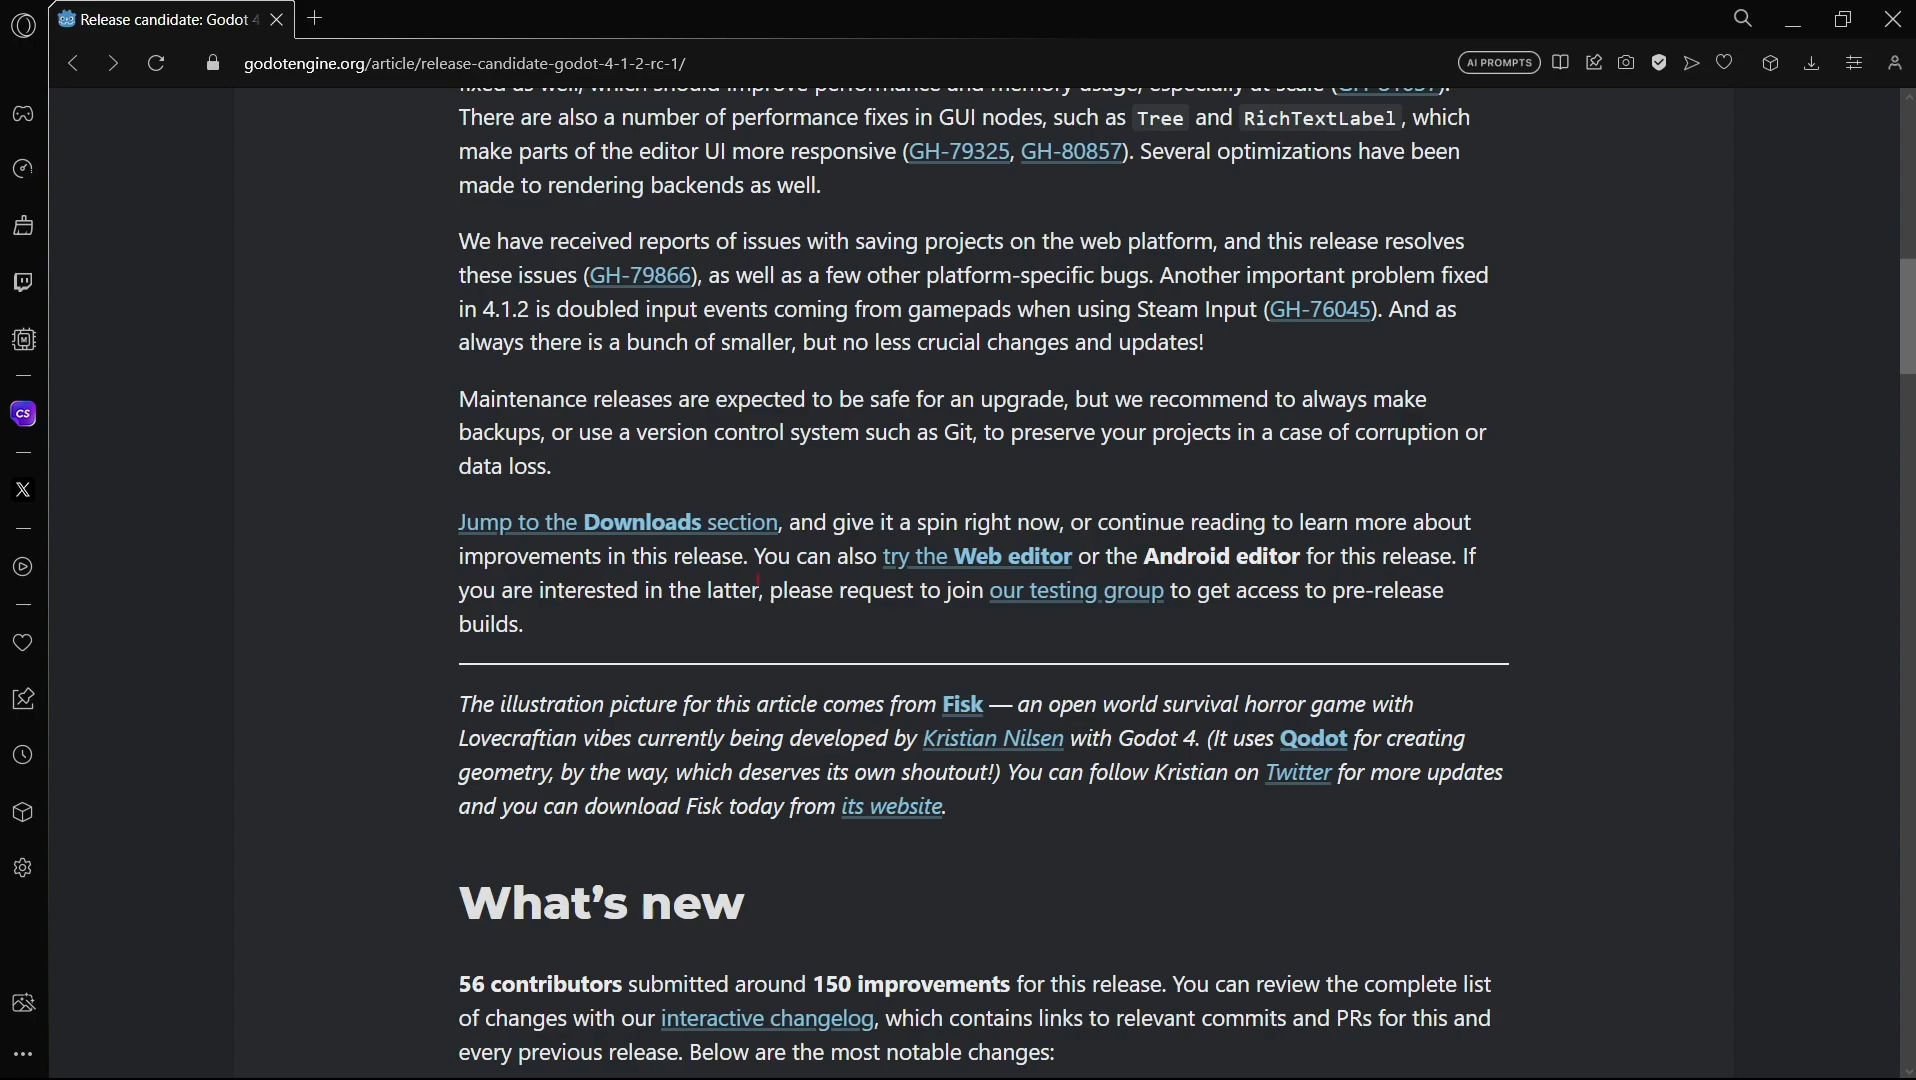 Release candidate: Godot 4
godotengine.org/article/release-candidate-godot-4-1-2-rc-1/
AI PROMPTS
fixed as well, which should improve performance and memory usage, especially at scale (
There are also a number of performance fixes in GUI nodes, such as Tree and RichTextLabel, which
make parts of the editor UI more responsive (GH-79325, GH-80857). Several optimizations have been
made to rendering backends as well.
We have received reports of issues with saving projects on the web platform, and this release resolves
these issues (GH-79866), as well as a few other platform-specific bugs. Another important problem fixed
in 4.1.2 is doubled input events coming from gamepads when using Steam Input (GH-76045). And as
always there is a bunch of smaller, but no less crucial changes and updates!
Maintenance releases are expected to be safe for an upgrade, but we recommend to always make
backups, or use a version control system such as Git, to preserve your projects in a case of corruption or
data loss.
Jump to the Downloads section, and give it a spin right now, or continue reading to learn more about
improvements in this release. You can also try the Web editor or the Android editor for this release. If
you are interested in the latter, please request to join our testing group to get access to pre-release
builds.
The illustration picture for this article comes from Fisk — an open world survival horror game with
Lovecraftian vibes currently being developed by Kristian Nilsen with Godot 4. (It uses Qodot for creating
geometry, by the way, which deserves its own shoutout!) You can follow Kristian on Twitter for more updates
and you can download Fisk today from its website.
What's new
56 contributors submitted around 150 improvements for this release. You can review the complete list
of changes with our interactive changelog, which contains links to relevant commits and PRs for this and
every previous release. Below are the most notable changes:
CS
M